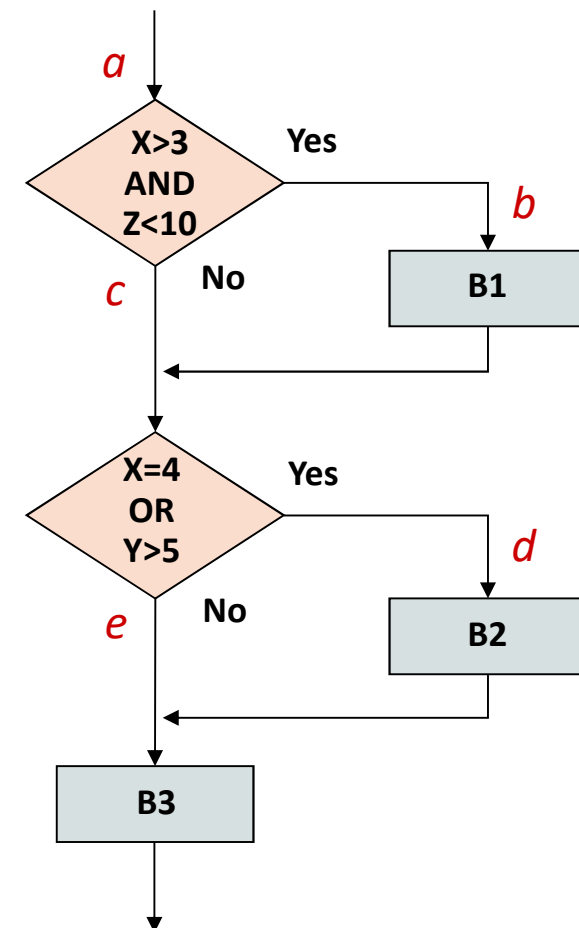 a
X>3
AND
Z<10
Yes
b
c
No
B1
X=4
OR
Y>5
Yes
d
e
No
B2
B3